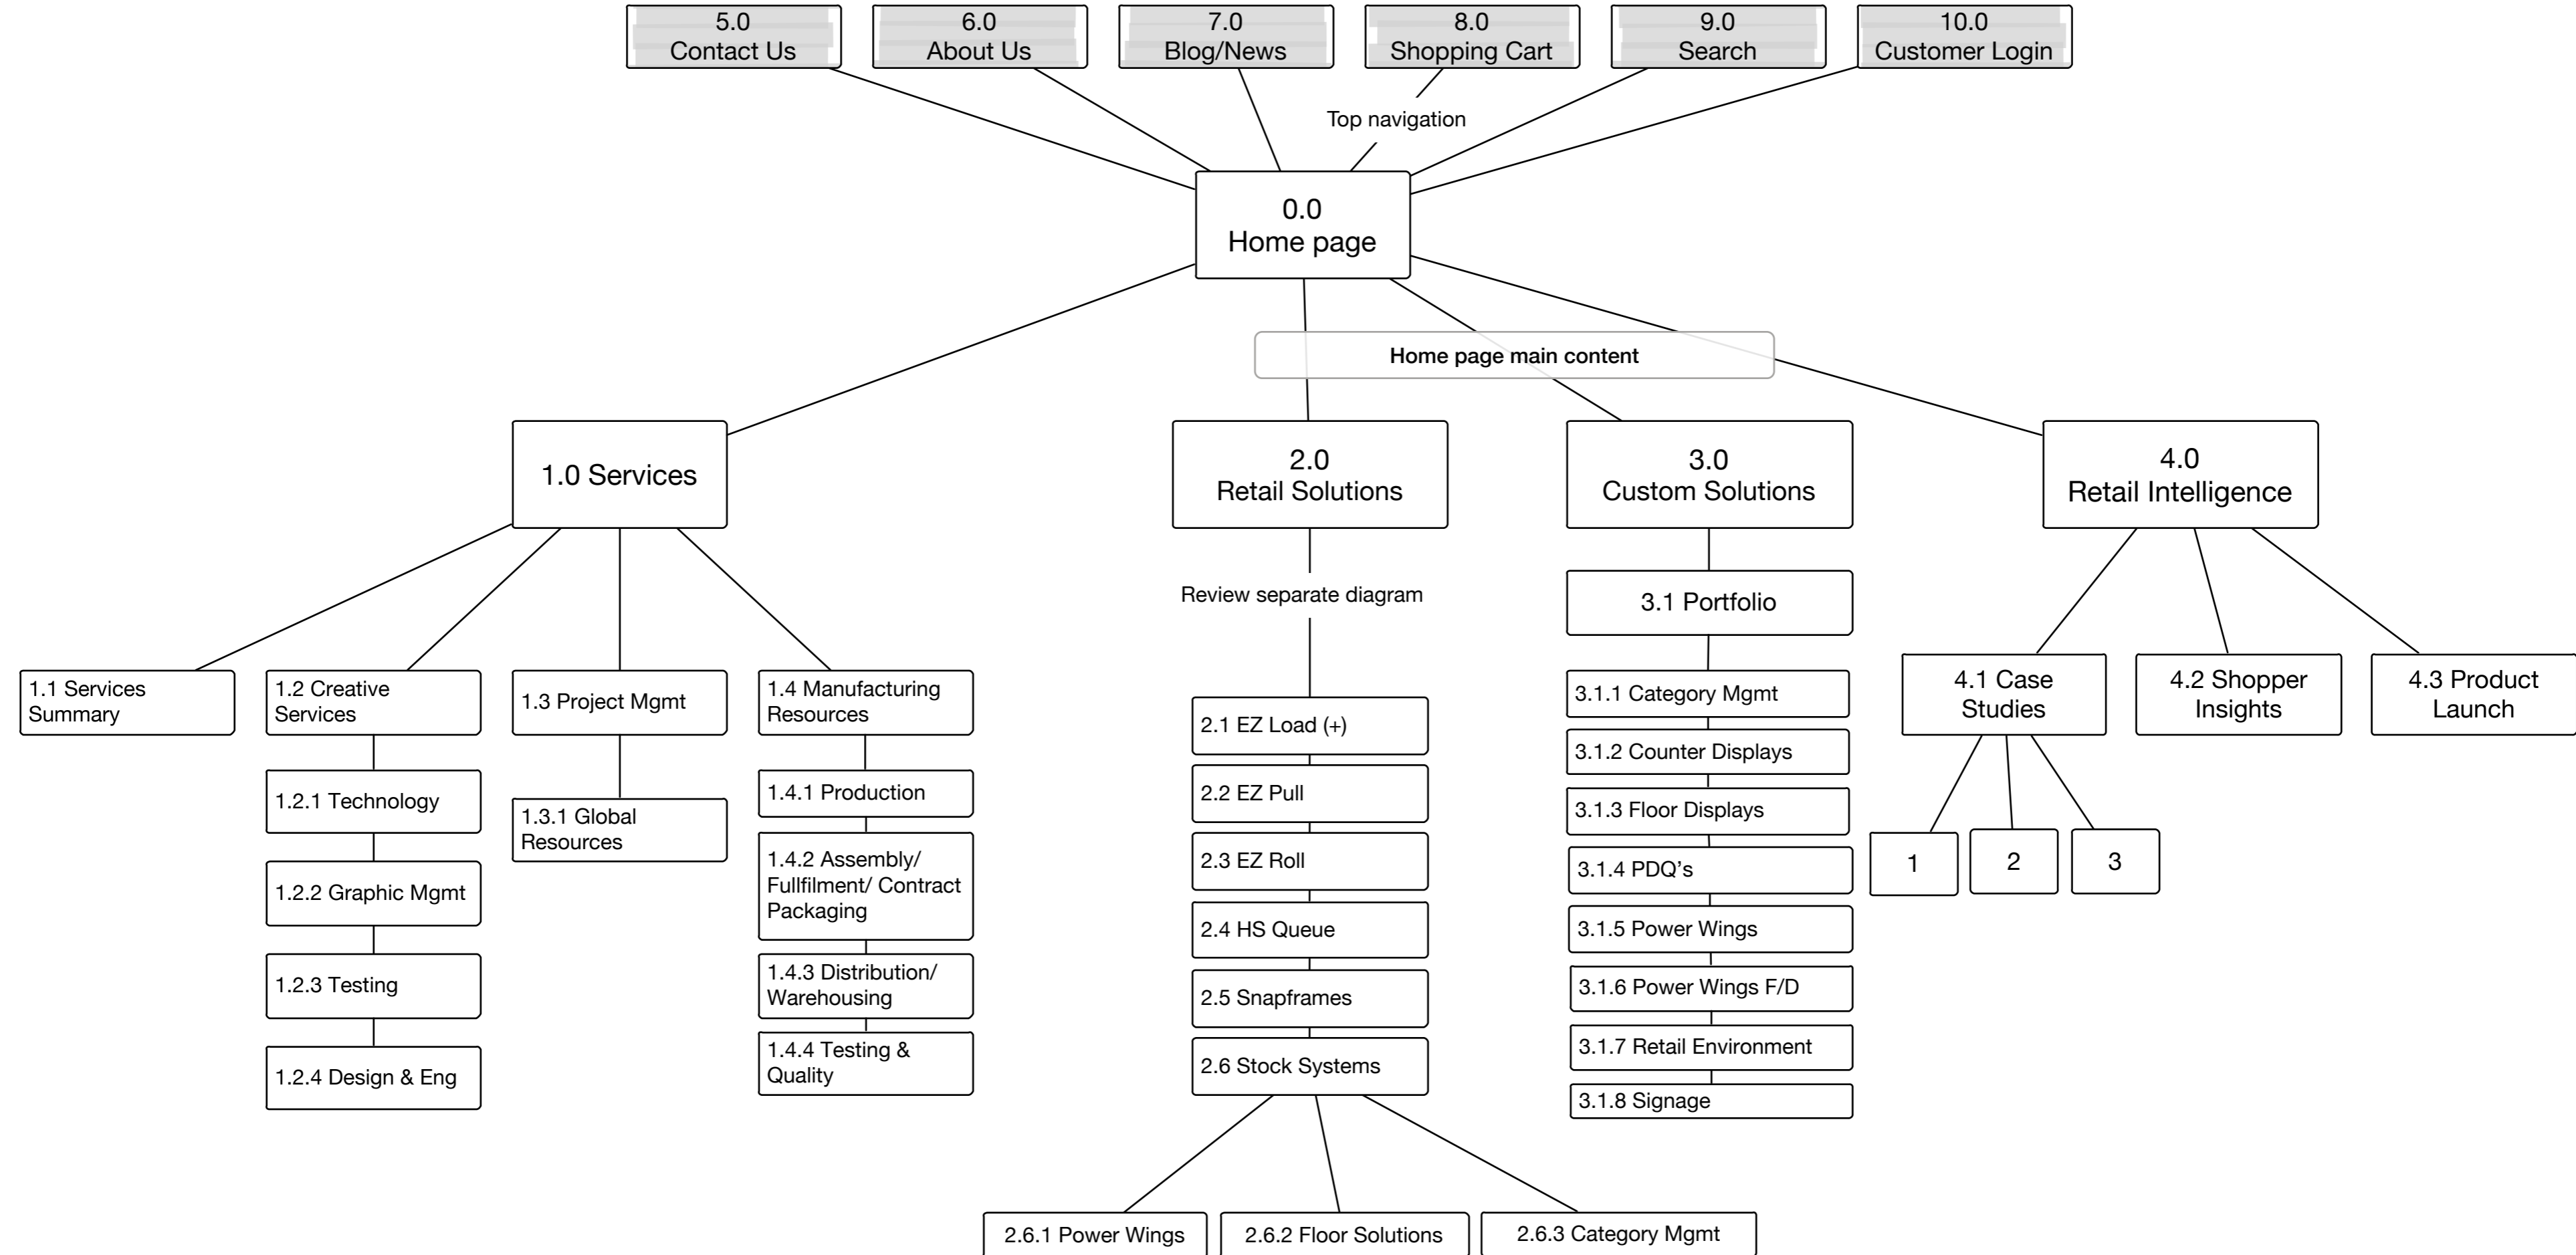 5.0
Contact Us
6.0
About Us
7.0
Blog/News
8.0
Shopping Cart
9.0
Search
10.0
Customer Login
Top navigation
0.0
Home page
Home page main content
1.0 Services
2.0
Retail Solutions
3.0
Custom Solutions
4.0
Retail Intelligence
1.1 Services
Summary
1.2 Creative
Services
1.2.1 Technology
1.2.2 Graphic Mgmt
1.2.3 Testing
1.2.4 Design & Eng
1.3 Project Mgmt
1.3.1 Global
Resources
1.4 Manufacturing
Resources
1.4.1 Production
1.4.2 Assembly/
Fullfilment/ Contract
Packaging
1.4.3 Distribution/
Warehousing
1.4.4 Testing &
Quality
Review separate diagram
2.1 EZ Load (+)
2.2 EZ Pull
2.3 EZ Roll
2.4 HS Queue
2.5 Snapframes
2.6 Stock Systems
2.6.1 Power Wings
2.6.2 Floor Solutions
2.6.3 Category Mgmt
3.1 Portfolio
3.1.1 Category Mgmt
3.1.2 Counter Displays
3.1.3 Floor Displays
3.1.4 PDQ’s
3.1.5 Power Wings
3.1.6 Power Wings F/D
3.1.7 Retail Environment
3.1.8 Signage
4.1 Case
Studies
4.2 Shopper
Insights
4.3 Product
Launch
1
2
3